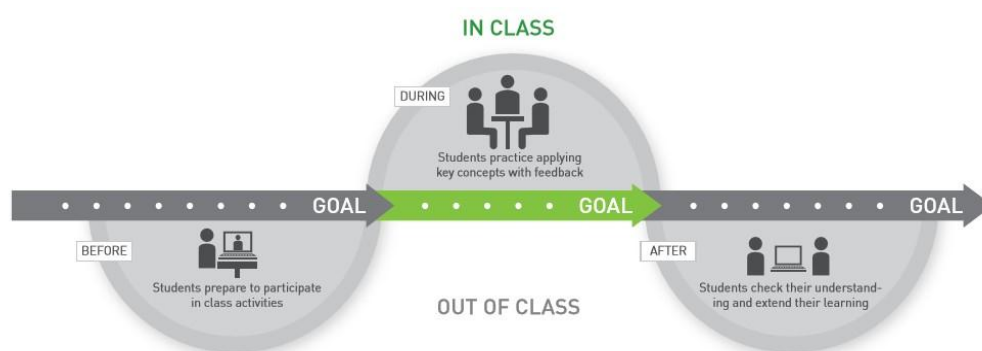 IN CLASS
DURING
Students practice applying
key concepts with feedback
GOAL
GOAL
GOAL
BEFORE
Students prepare to participate
in class activities
AFTER
Students check their understand-
ing and extend their learning
OUT OF CLASS